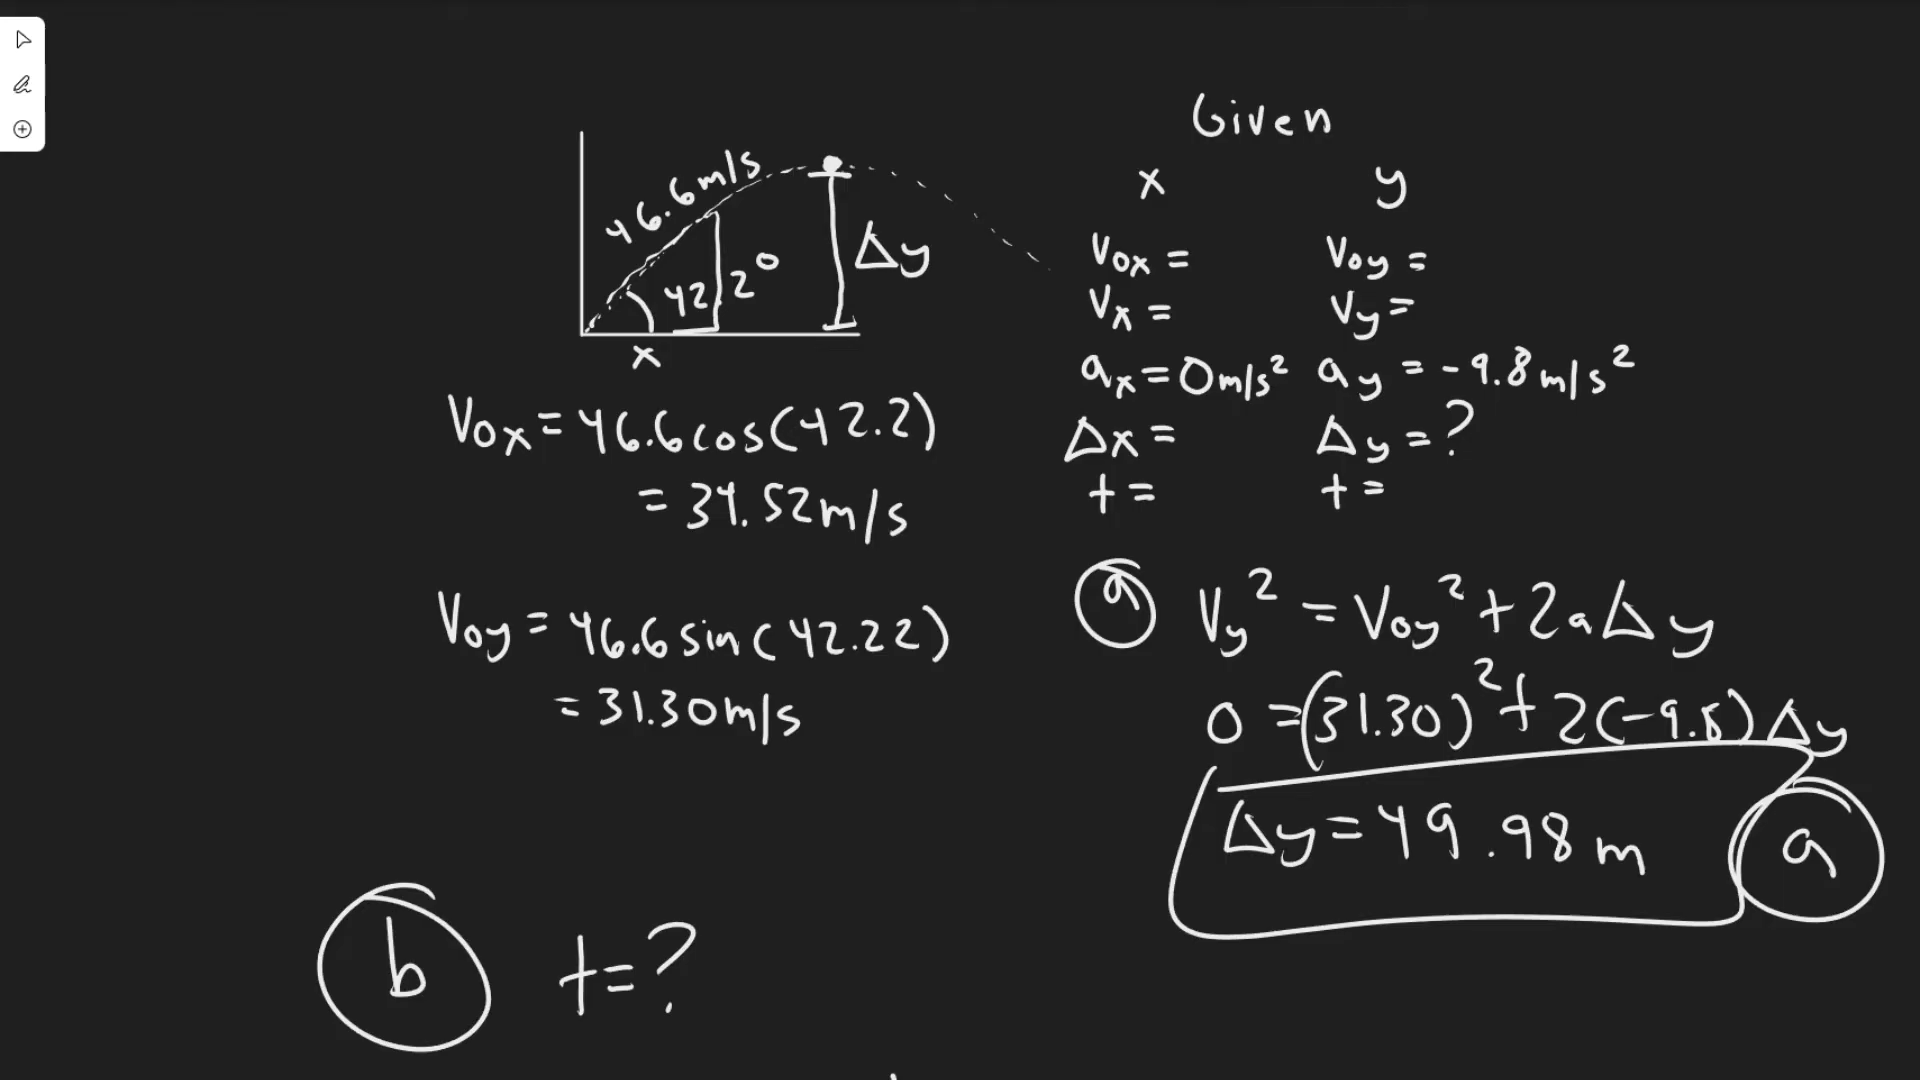 46.6m/s
42.2°
Δy
x
Vox = 46.6cos(42.2)
= 34.52m/s
Voy = 46.6sin(42.22)
= 31.30m/s
Given
x y
Vox = Voy =
Vx = Vy =
ax = 0m/s² ay = -9.8m/s²
Δx = Δy = ?
t = t =
a Vy² = Voy² + 2aΔy
0 = (31.30)² + 2(-9.8)Δy
Δy = 49.98 m a
b t = ?